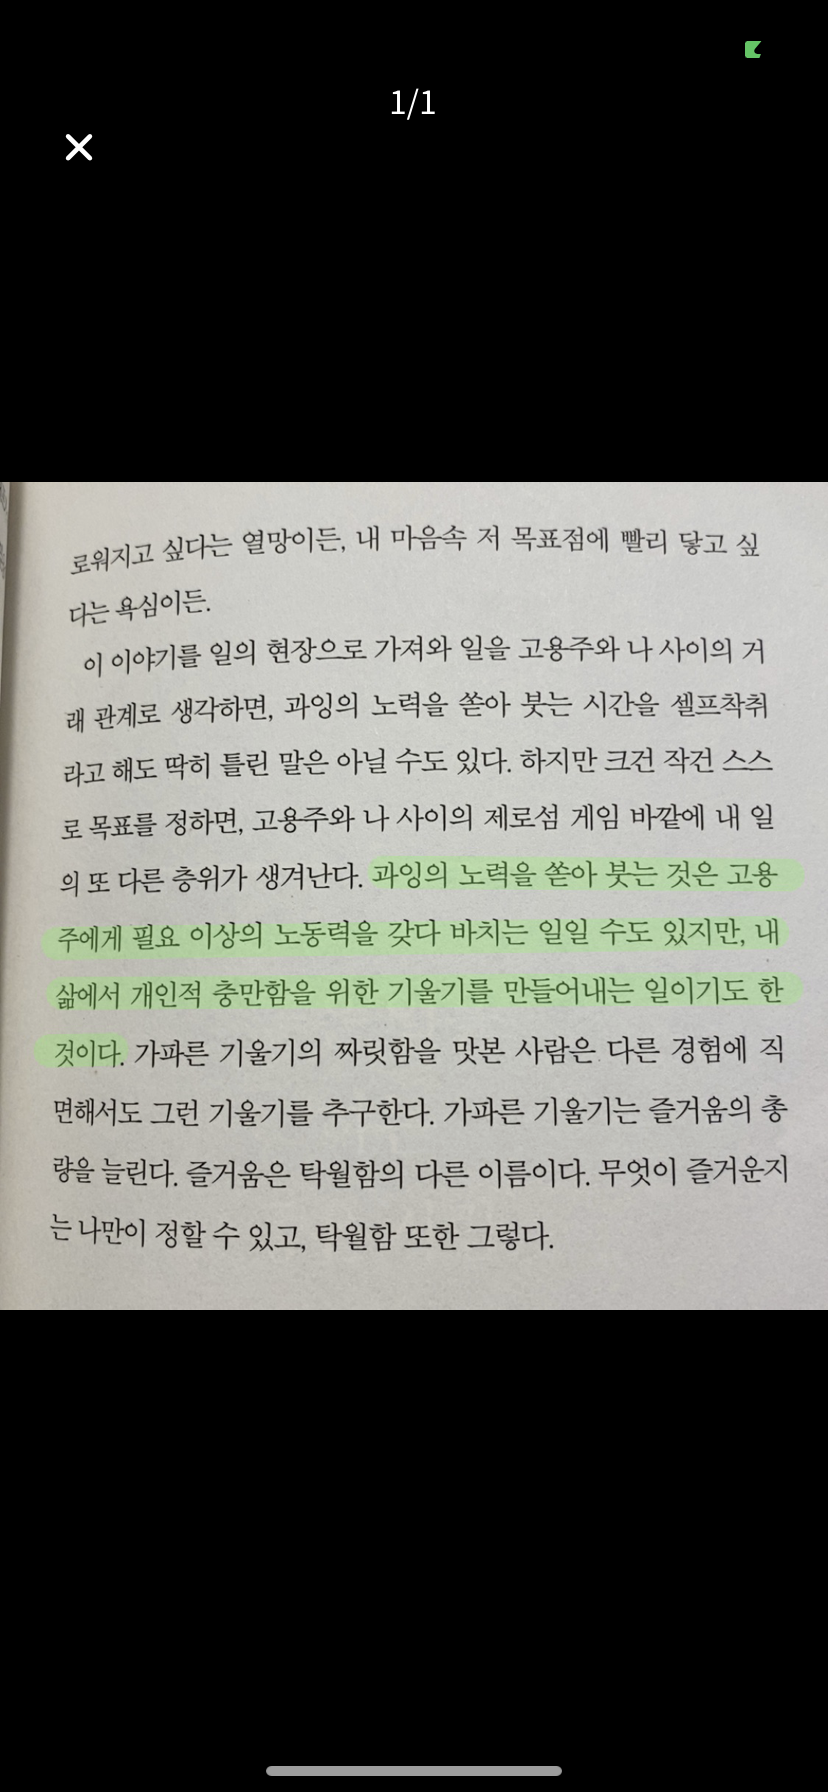 1/1
로워지고 싶다는 열망이든, 내 마음속 저 목표점에 빨리 닿고 싶
다는 욕심이든.
이 이야기를 일의 현장으로 가져와 일을 고용주와 나 사이의 거
래 관계로 생각하면, 과잉의 노력을 쏟아 붓는 시간을 셀프착취
라고 해도 딱히 틀린 말은 아닐 수도 있다. 하지만 크건 작건 스스
로 목표를 정하면, 고용주와 나 사이의 제로섬 게임 바깥에 내 일
의 또 다른 층위가 생겨난다. 과잉의 노력을 쏟아 붓는 것은 고용
주에게 필요 이상의 노동력을 갖다 바치는 일일 수도 있지만, 내
삶에서 개인적 충만함을 위한 기울기를 만들어내는 일이기도 한
것이다. 가파른 기울기의 짜릿함을 맛본 사람은 다른 경험에 직
면해서도 그런 기울기를 추구한다. 가파른 기울기는 즐거움의 총
량을 늘린다. 즐거움은 탁월함의 다른 이름이다. 무엇이 즐거운지
는 나만이 정할 수 있고, 탁월함 또한 그렇다.